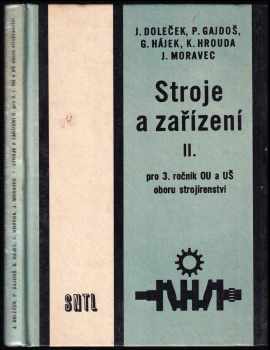 J. DOLEČEK, P. GAJDOŠ,
G. HÁJEK, K. HROUDA
J. MORAVEC
Stroje
a zařízení
II.
pro 3. ročník OU a UŠ
oboru strojírenství
SNTL